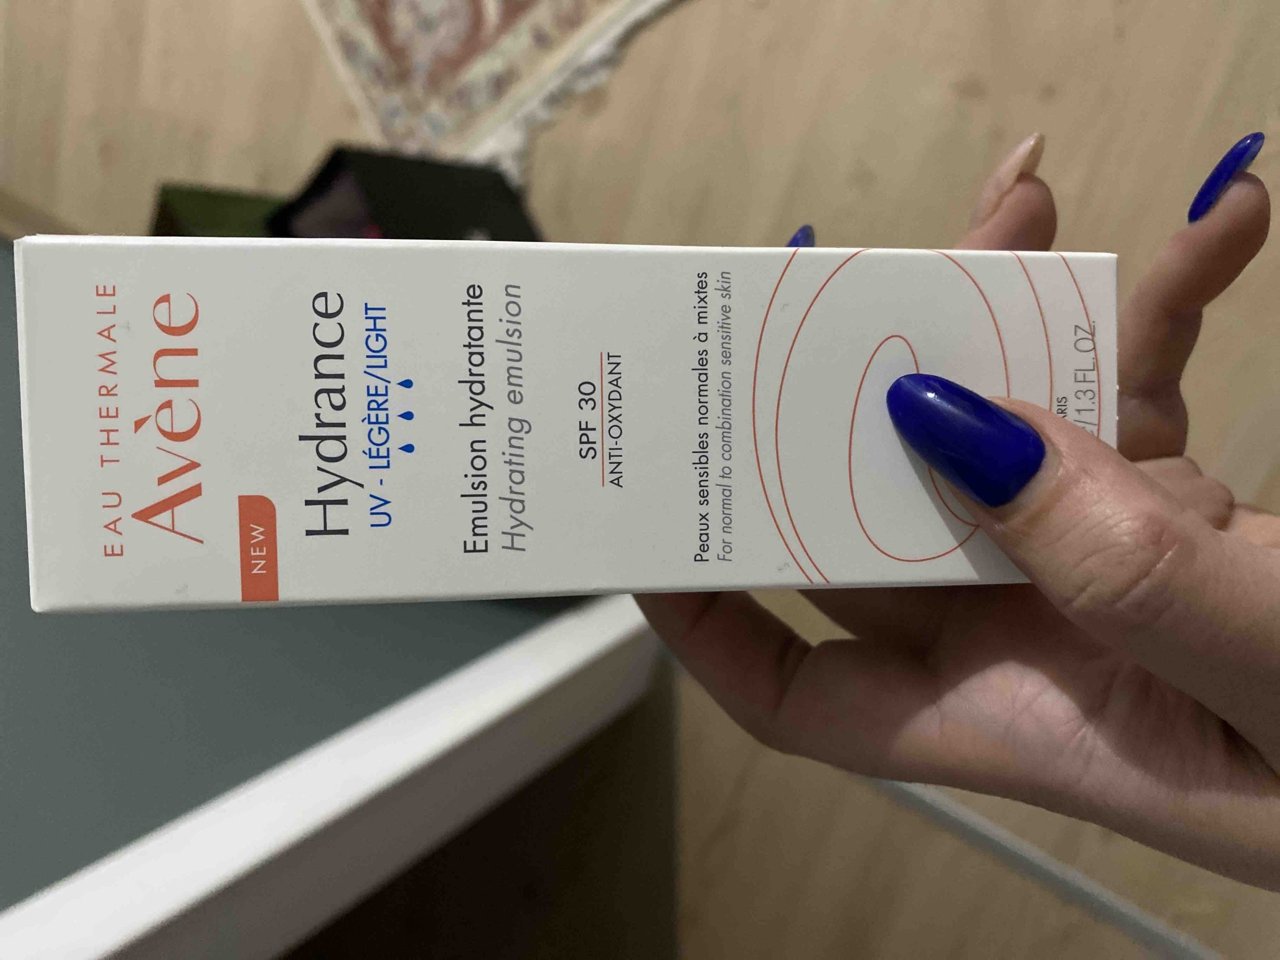 EAU THERMALE
Avène
NEW
Hydrance
UV - LÉGÈRE/LIGHT
Emulsion hydratante
Hydrating emulsion
SPF 30
ANTI-OXYDANT
Peaux sensibles normales à mixtes
For normal to combination sensitive skin
1.3 FL.OZ.